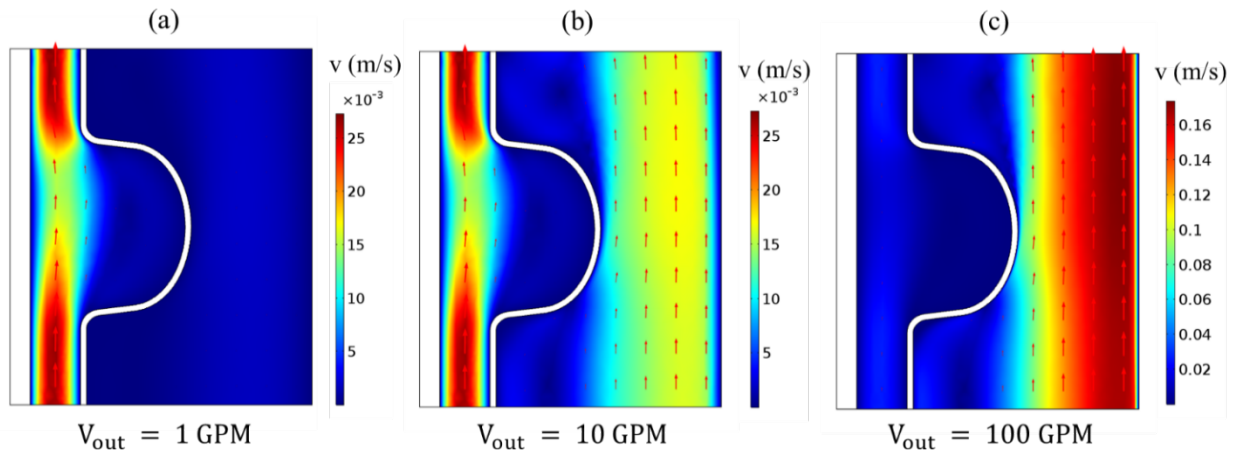 (a)
v (m/s)
×10⁻³
25
20
15
10
5
V_out = 1 GPM
(b)
v (m/s)
×10⁻³
25
20
15
10
5
V_out = 10 GPM
(c)
v (m/s)
0.16
0.14
0.12
0.1
0.08
0.06
0.04
0.02
V_out = 100 GPM